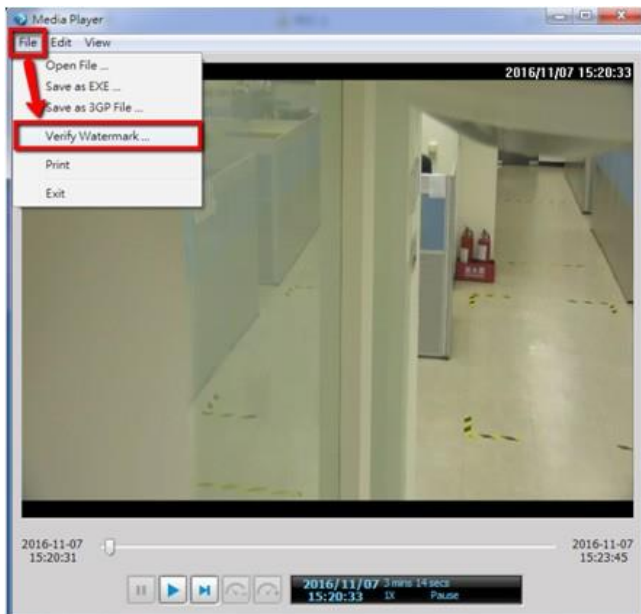 Media Player
File Edit View
Open File ...
Save as EXE ...
Save as 3GP File ...
Verify Watermark ...
Print
Exit
2016/11/07 15:20:33
2016-11-07
15:20:31
2016-11-07
15:23:45
2016/11/07 3 mins 14 secs
15:20:33 1X Pause